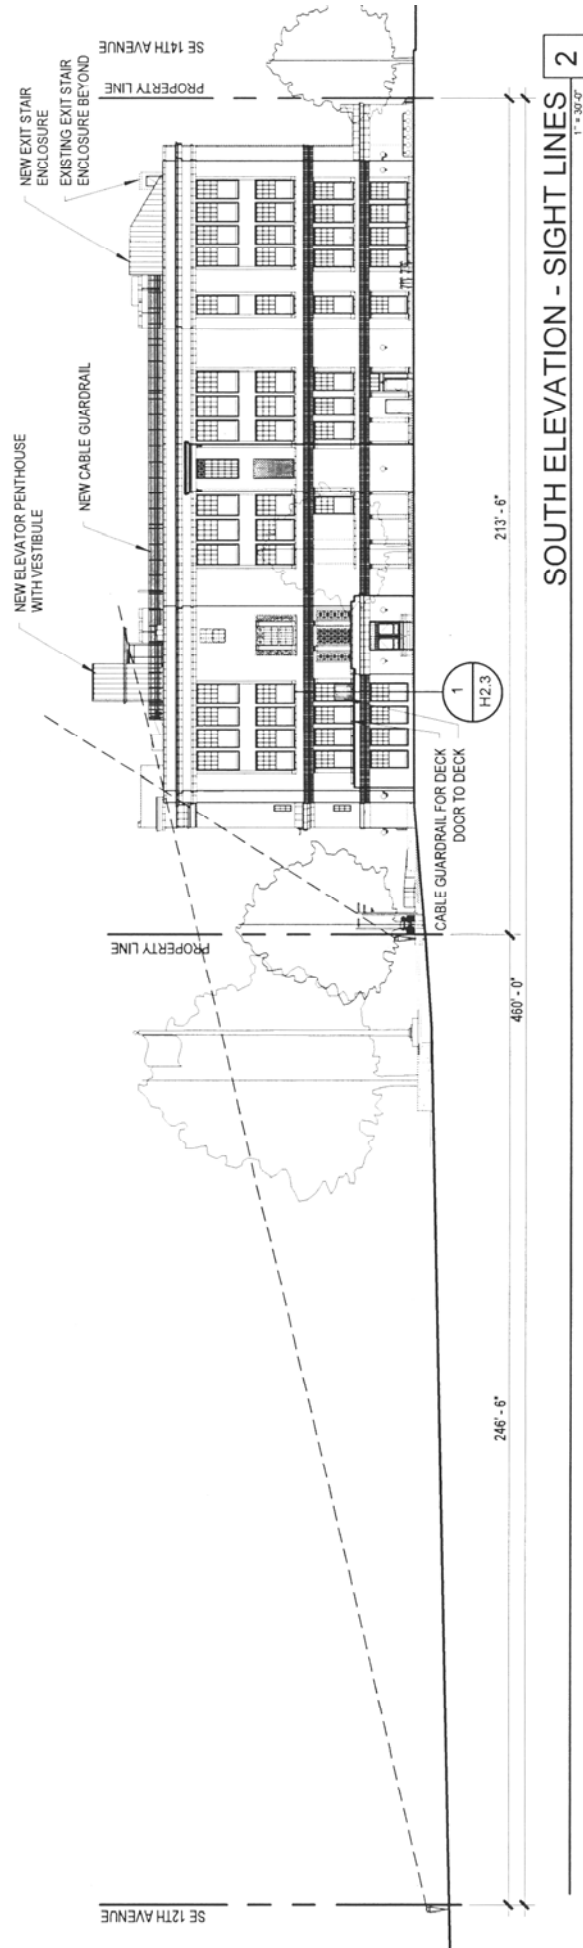 SE 12TH AVENUE
PROPERTY LINE
NEW ELEVATOR PENTHOUSE
WITH VESTIBULE
NEW CABLE GUARDRAIL
NEW EXIT STAIR
ENCLOSURE
EXISTING EXIT STAIR
ENCLOSURE BEYOND
PROPERTY LINE
SE 14TH AVENUE
CABLE GUARDRAIL FOR DECK
DOOR TO DECK
1
H2.3
246' - 6"
213' - 6"
460' - 0"
SOUTH ELEVATION - SIGHT LINES
2
1" = 30'-0"